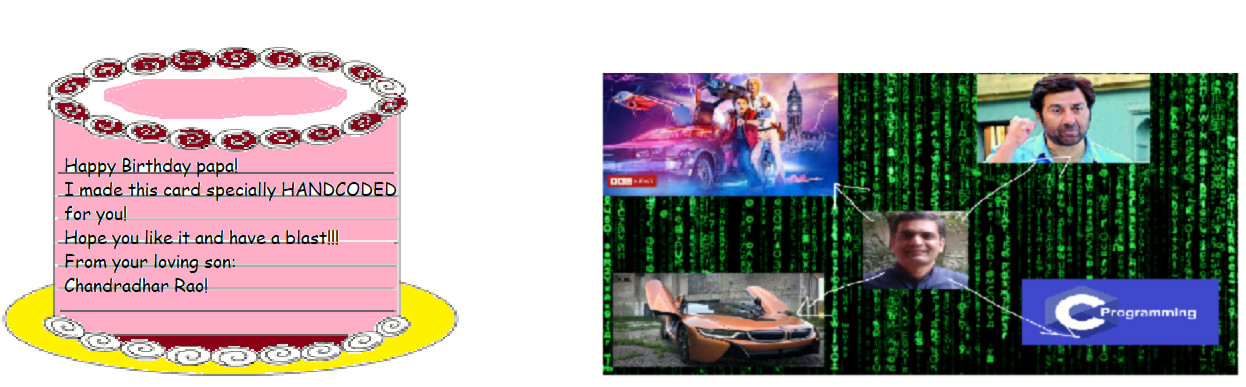 Happy Birthday papa!
I made this card specially HANDCODED
for you!
Hope you like it and have a blast!!!
From your loving son:
Chandradhar Rao!
C Programming